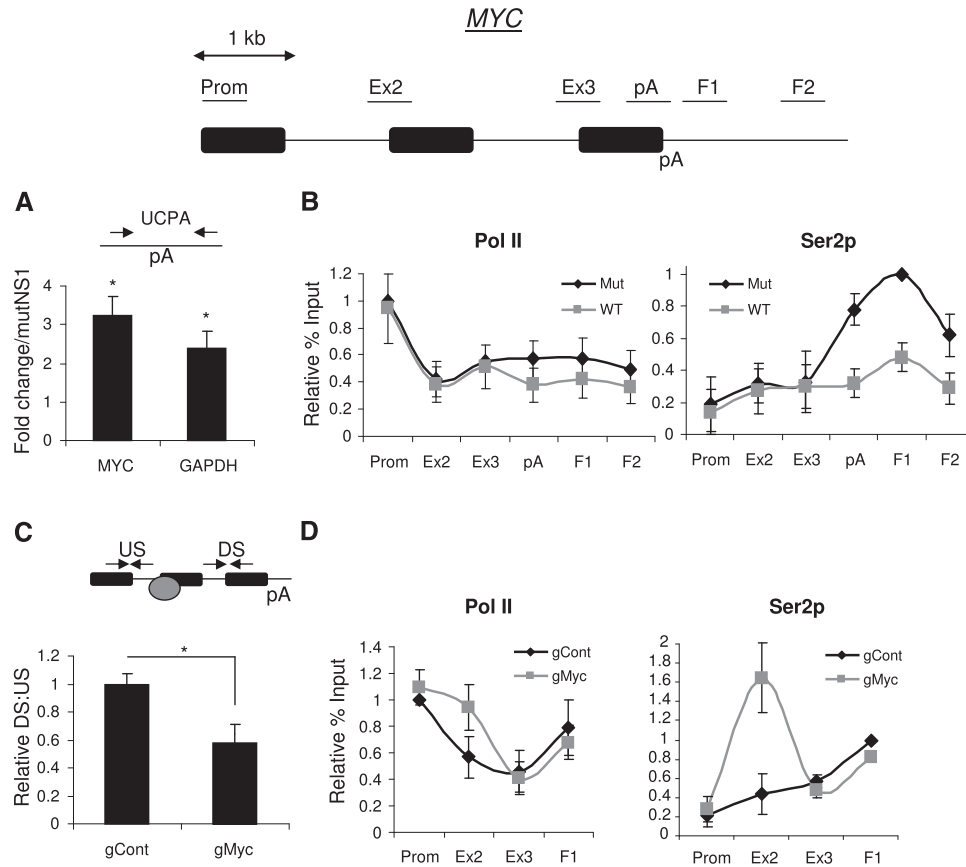 MYC
1 kb
Prom Ex2 Ex3 pA F1 F2
pA
A
UCPA
pA
Fold change/mutNS1
4
3
2
1
0
*
*
MYC GAPDH
B
Pol II
Relative % Input
1.2
1
0.8
0.6
0.4
0.2
0
Mut
WT
Prom Ex2 Ex3 pA F1 F2
Ser2p
1
0.8
0.6
0.4
0.2
0
Mut
WT
Prom Ex2 Ex3 pA F1 F2
C
US DS
pA
Relative DS:US
1.2
1
0.8
0.6
0.4
0.2
0
*
gCont gMyc
D
Pol II
Relative % Input
1.4
1.2
1
0.8
0.6
0.4
0.2
0
gCont
gMyc
Prom Ex2 Ex3 F1
Ser2p
2
1.8
1.6
1.4
1.2
1
0.8
0.6
0.4
0.2
0
gCont
gMyc
Prom Ex2 Ex3 F1